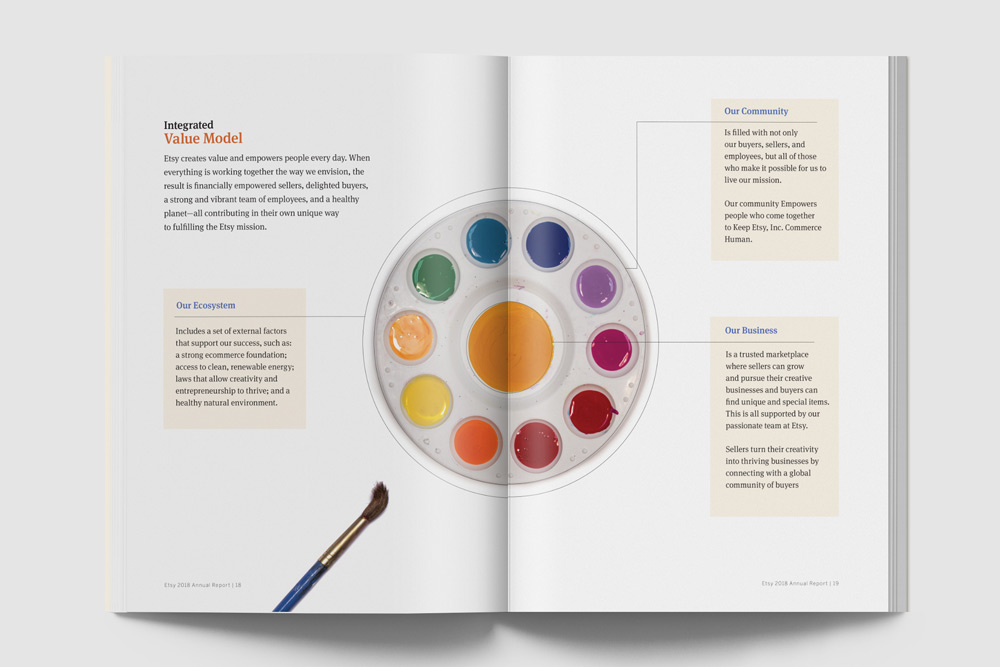 Integrated
Value Model
Etsy creates value and empowers people every day. When
everything is working together the way we envision, the
result is financially empowered sellers, delighted buyers,
a strong and vibrant team of employees, and a healthy
planet—all contributing in their own unique way
to fulfilling the Etsy mission.
Our Ecosystem
Includes a set of external factors
that support our success, such as:
a strong ecommerce foundation;
access to clean, renewable energy;
laws that allow creativity and
entrepreneurship to thrive; and a
healthy natural environment.
Etsy 2018 Annual Report | 18
Our Community
Is filled with not only
our buyers, sellers, and
employees, but all of those
who make it possible for us to
live our mission.
Our community Empowers
people who come together
to Keep Etsy, Inc. Commerce
Human.
Our Business
Is a trusted marketplace
where sellers can grow
and pursue their creative
businesses and buyers can
find unique and special items.
This is all supported by our
passionate team at Etsy.
Sellers turn their creativity
into thriving businesses by
connecting with a global
community of buyers
Etsy 2018 Annual Report | 19